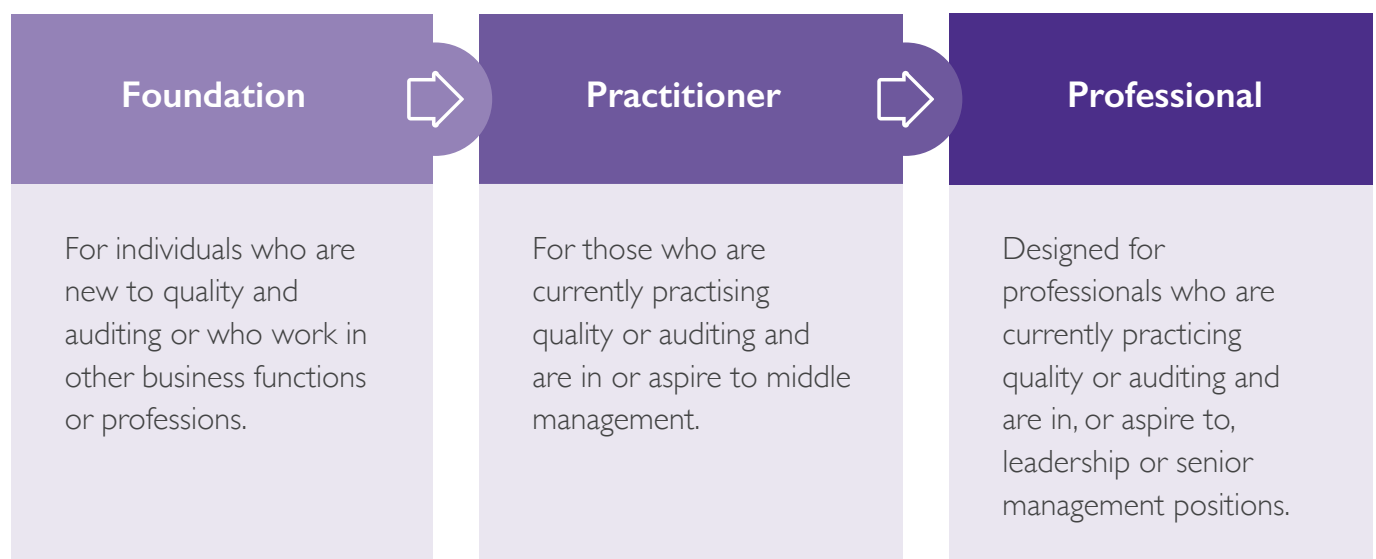 Foundation
For individuals who are
new to quality and
auditing or who work in
other business functions
or professions.
Practitioner
For those who are
currently practising
quality or auditing and
are in or aspire to middle
management.
Professional
Designed for
professionals who are
currently practicing
quality or auditing and
are in, or aspire to,
leadership or senior
management positions.